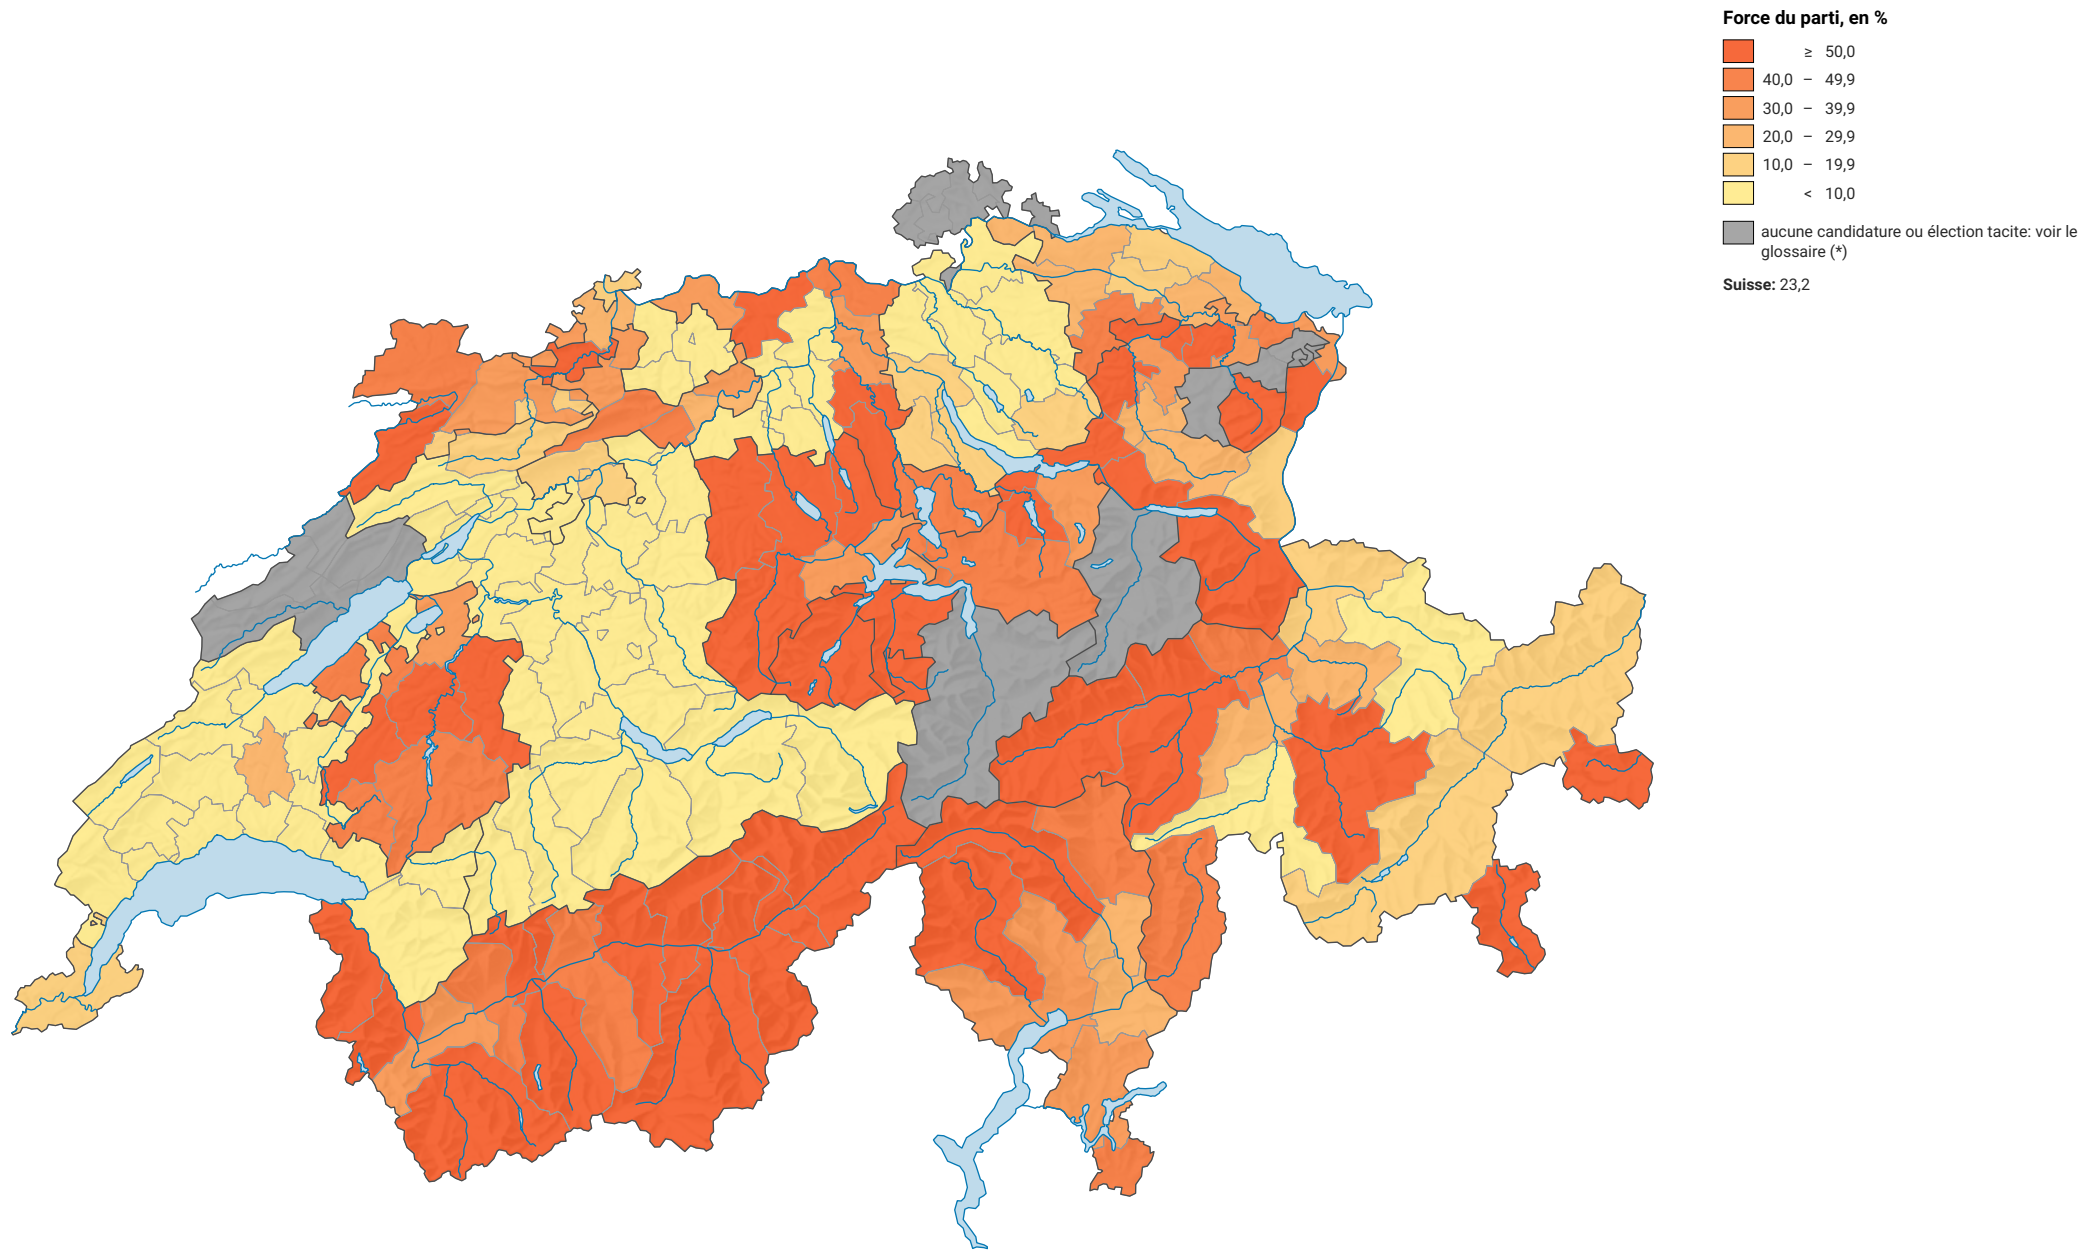 Force du parti, en %
≥ 50,0
40,0 – 49,9
30,0 – 39,9
20,0 – 29,9
10,0 – 19,9
< 10,0
aucune candidature ou élection tacite: voir le
glossaire (*)
Suisse: 23,2